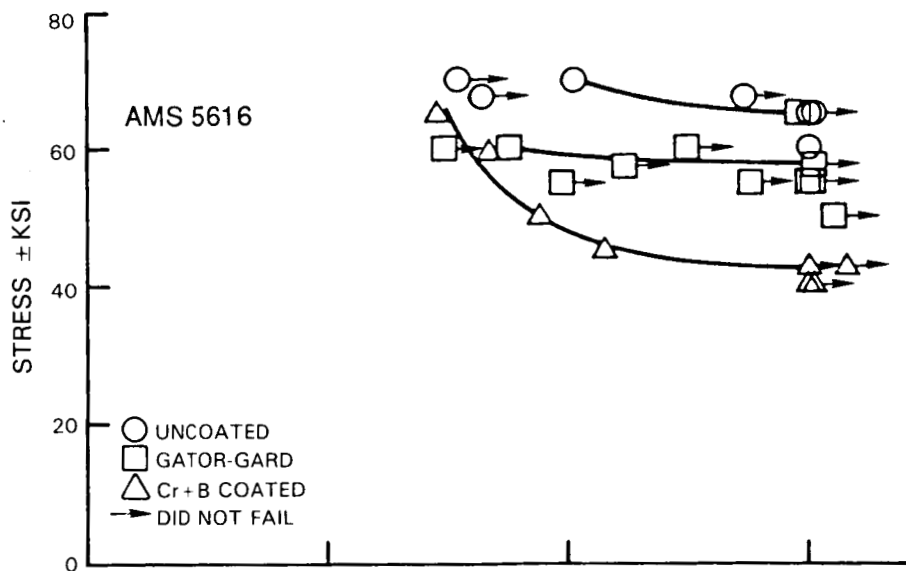 80
AMS 5616
60
STRESS ± KSI
40
20
UNCOATED
GATOR-GARD
Cr+B COATED
DID NOT FAIL
0